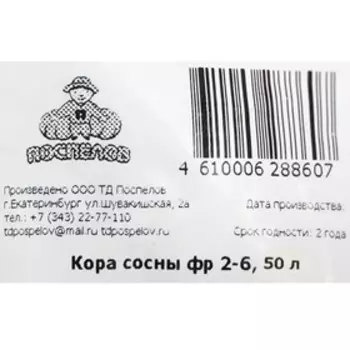 ПОСПЕЛОВ
4 610006 288607
Произведено ООО ТД Поспелов
г.Екатеринбург ул.Шувакишская, 2а
тел.: +7 (343) 22-77-110
tdpospelov@mail.ru tdpospelov.ru
Дата производства:
Срок годности: 2 года
Кора сосны фр 2-6, 50 л